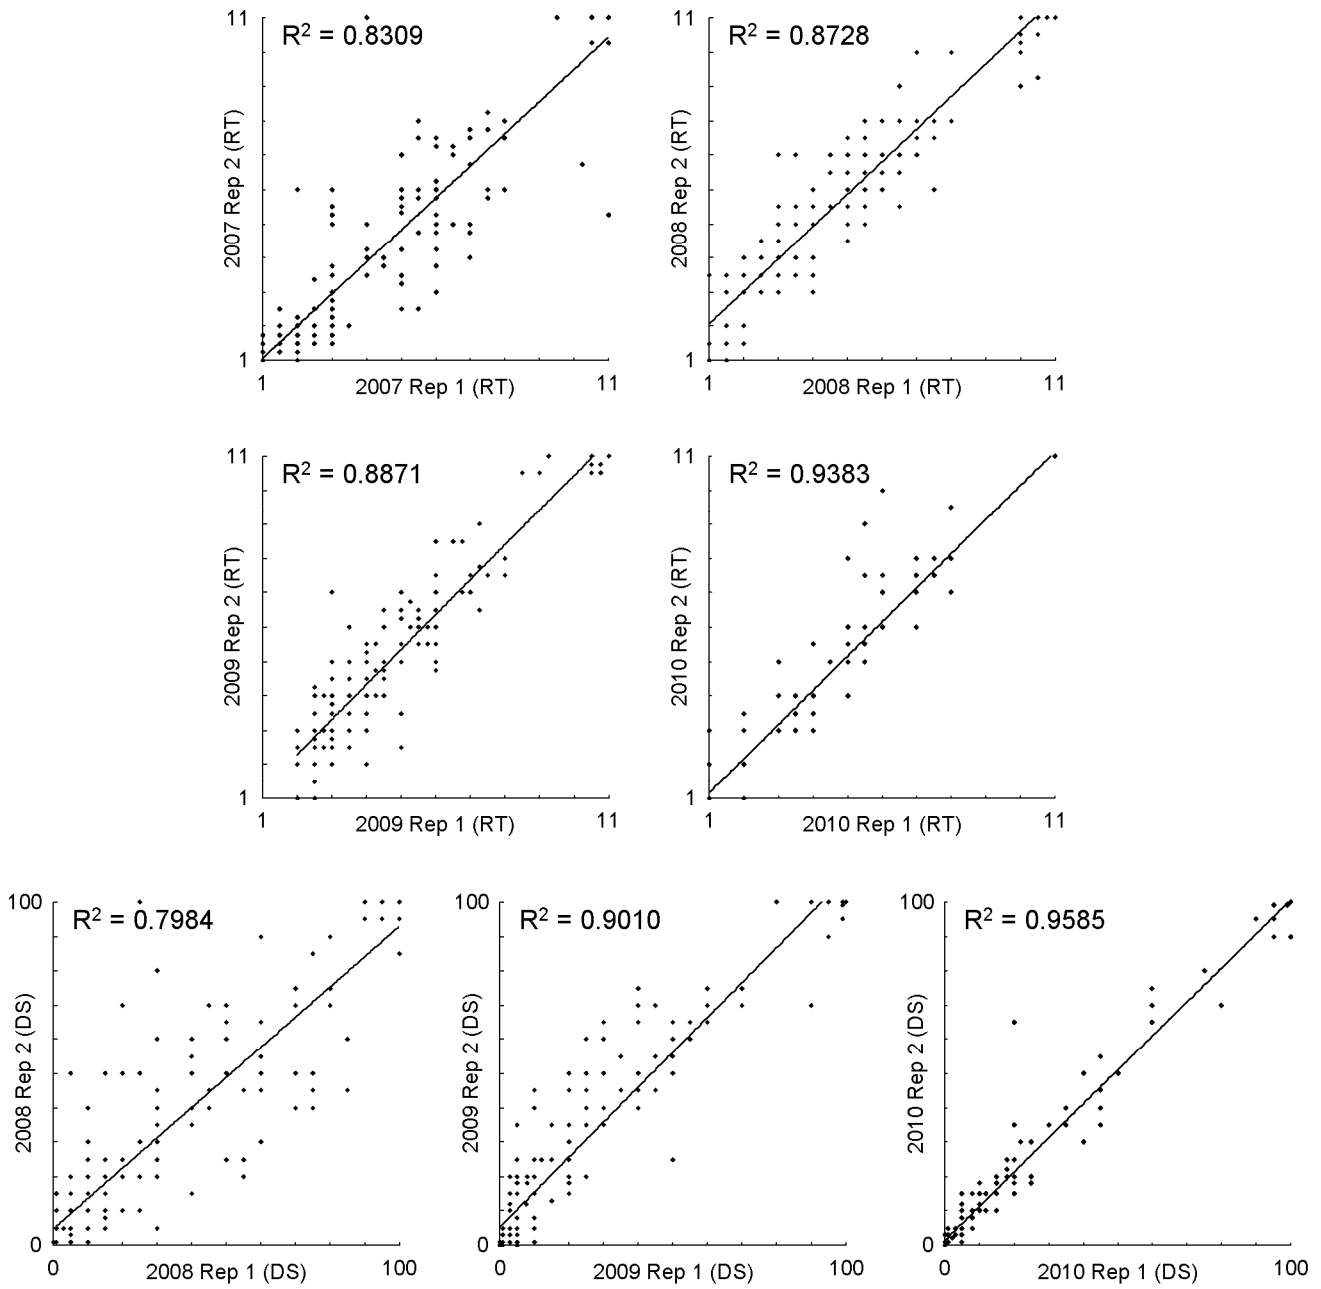 11
R² = 0.8309
2007 Rep 2 (RT)
1
1
2007 Rep 1 (RT)
11
11
R² = 0.8728
2008 Rep 2 (RT)
1
1
2008 Rep 1 (RT)
11
11
R² = 0.8871
2009 Rep 2 (RT)
1
1
2009 Rep 1 (RT)
11
11
R² = 0.9383
2010 Rep 2 (RT)
1
1
2010 Rep 1 (RT)
11
100
R² = 0.7984
2008 Rep 2 (DS)
0
0
2008 Rep 1 (DS)
100
100
R² = 0.9010
2009 Rep 2 (DS)
0
0
2009 Rep 1 (DS)
100
100
R² = 0.9585
2010 Rep 2 (DS)
0
0
2010 Rep 1 (DS)
100